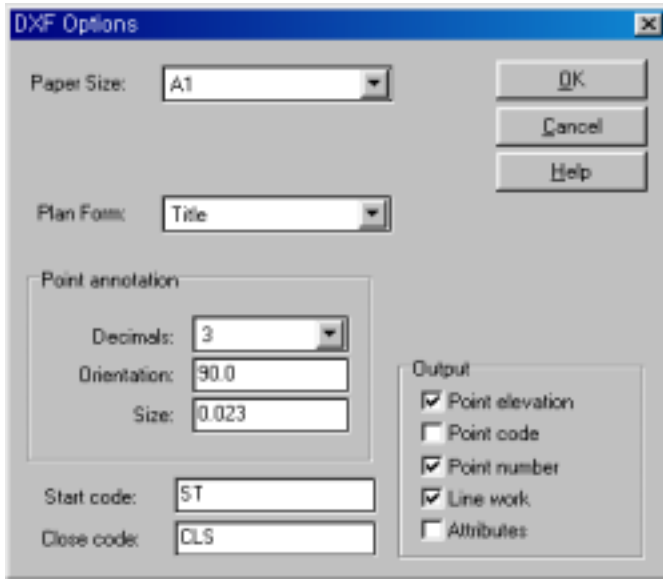 DXF Options
Paper Size: A1
OK
Cancel
Help
Plan Form: Title
Point annotation
Decimals: 3
Orientation: 90.0
Size: 0.023
Output
Point elevation
Point code
Point number
Line work
Attributes
Start code: ST
Close code: CLS